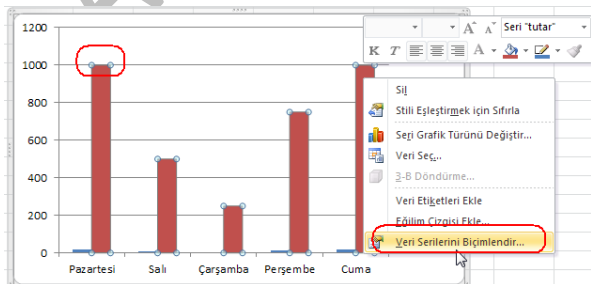 1200
1000
800
600
400
200
0
Pazartesi Salı Çarşamba Perşembe Cuma
Seri "tutar"
K T A
Sil
Stili Eşleştirmek için Sıfırla
Seri Grafik Türünü Değiştir...
Veri Seç...
3-B Döndürme...
Veri Etiketleri Ekle
Eğilim Çizgisi Ekle...
Veri Serilerini Biçimlendir...